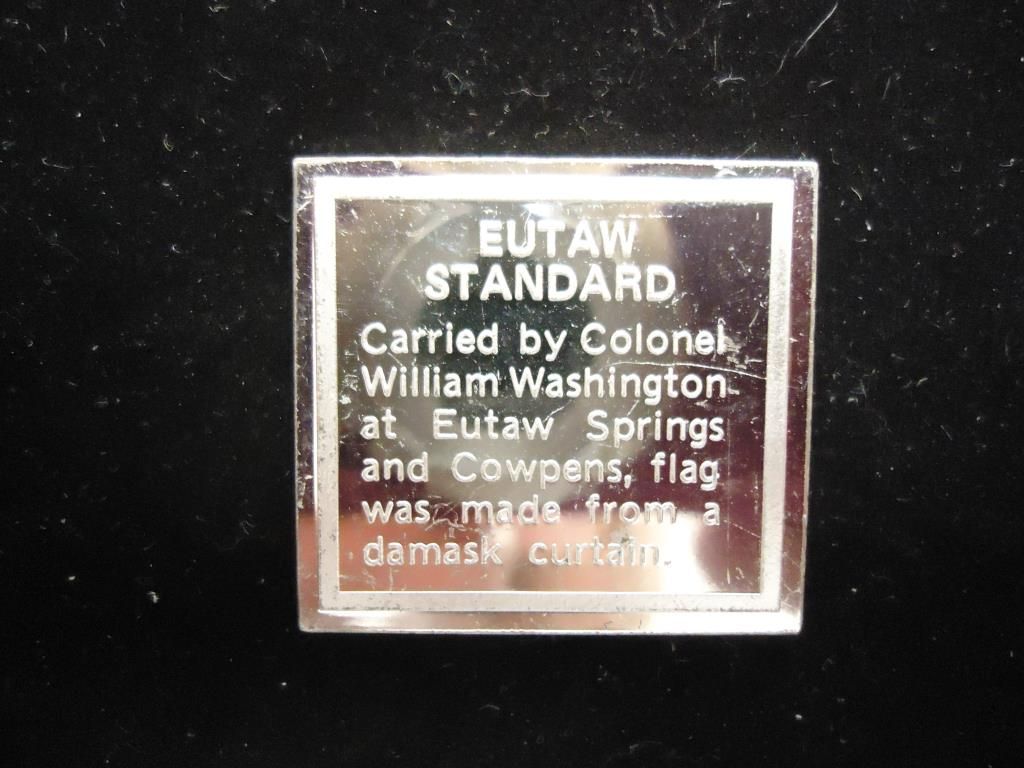 EUTAW
STANDARD
Carried by Colonel
William Washington
at Eutaw Springs
and Cowpens, flag
was made from a
damask curtain.